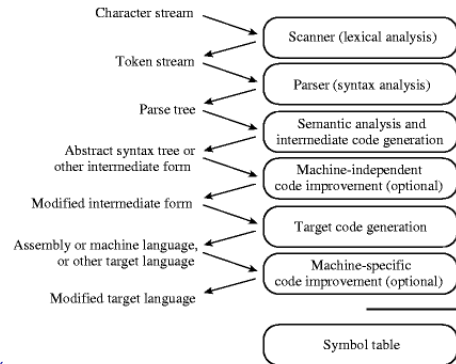 Character stream
Scanner (lexical analysis)
Token stream
Parser (syntax analysis)
Parse tree
Semantic analysis and
intermediate code generation
Abstract syntax tree or
other intermediate form
Machine-independent
code improvement (optional)
Modified intermediate form
Target code generation
Assembly or machine language,
or other target language
Machine-specific
code improvement (optional)
Modified target language
Symbol table